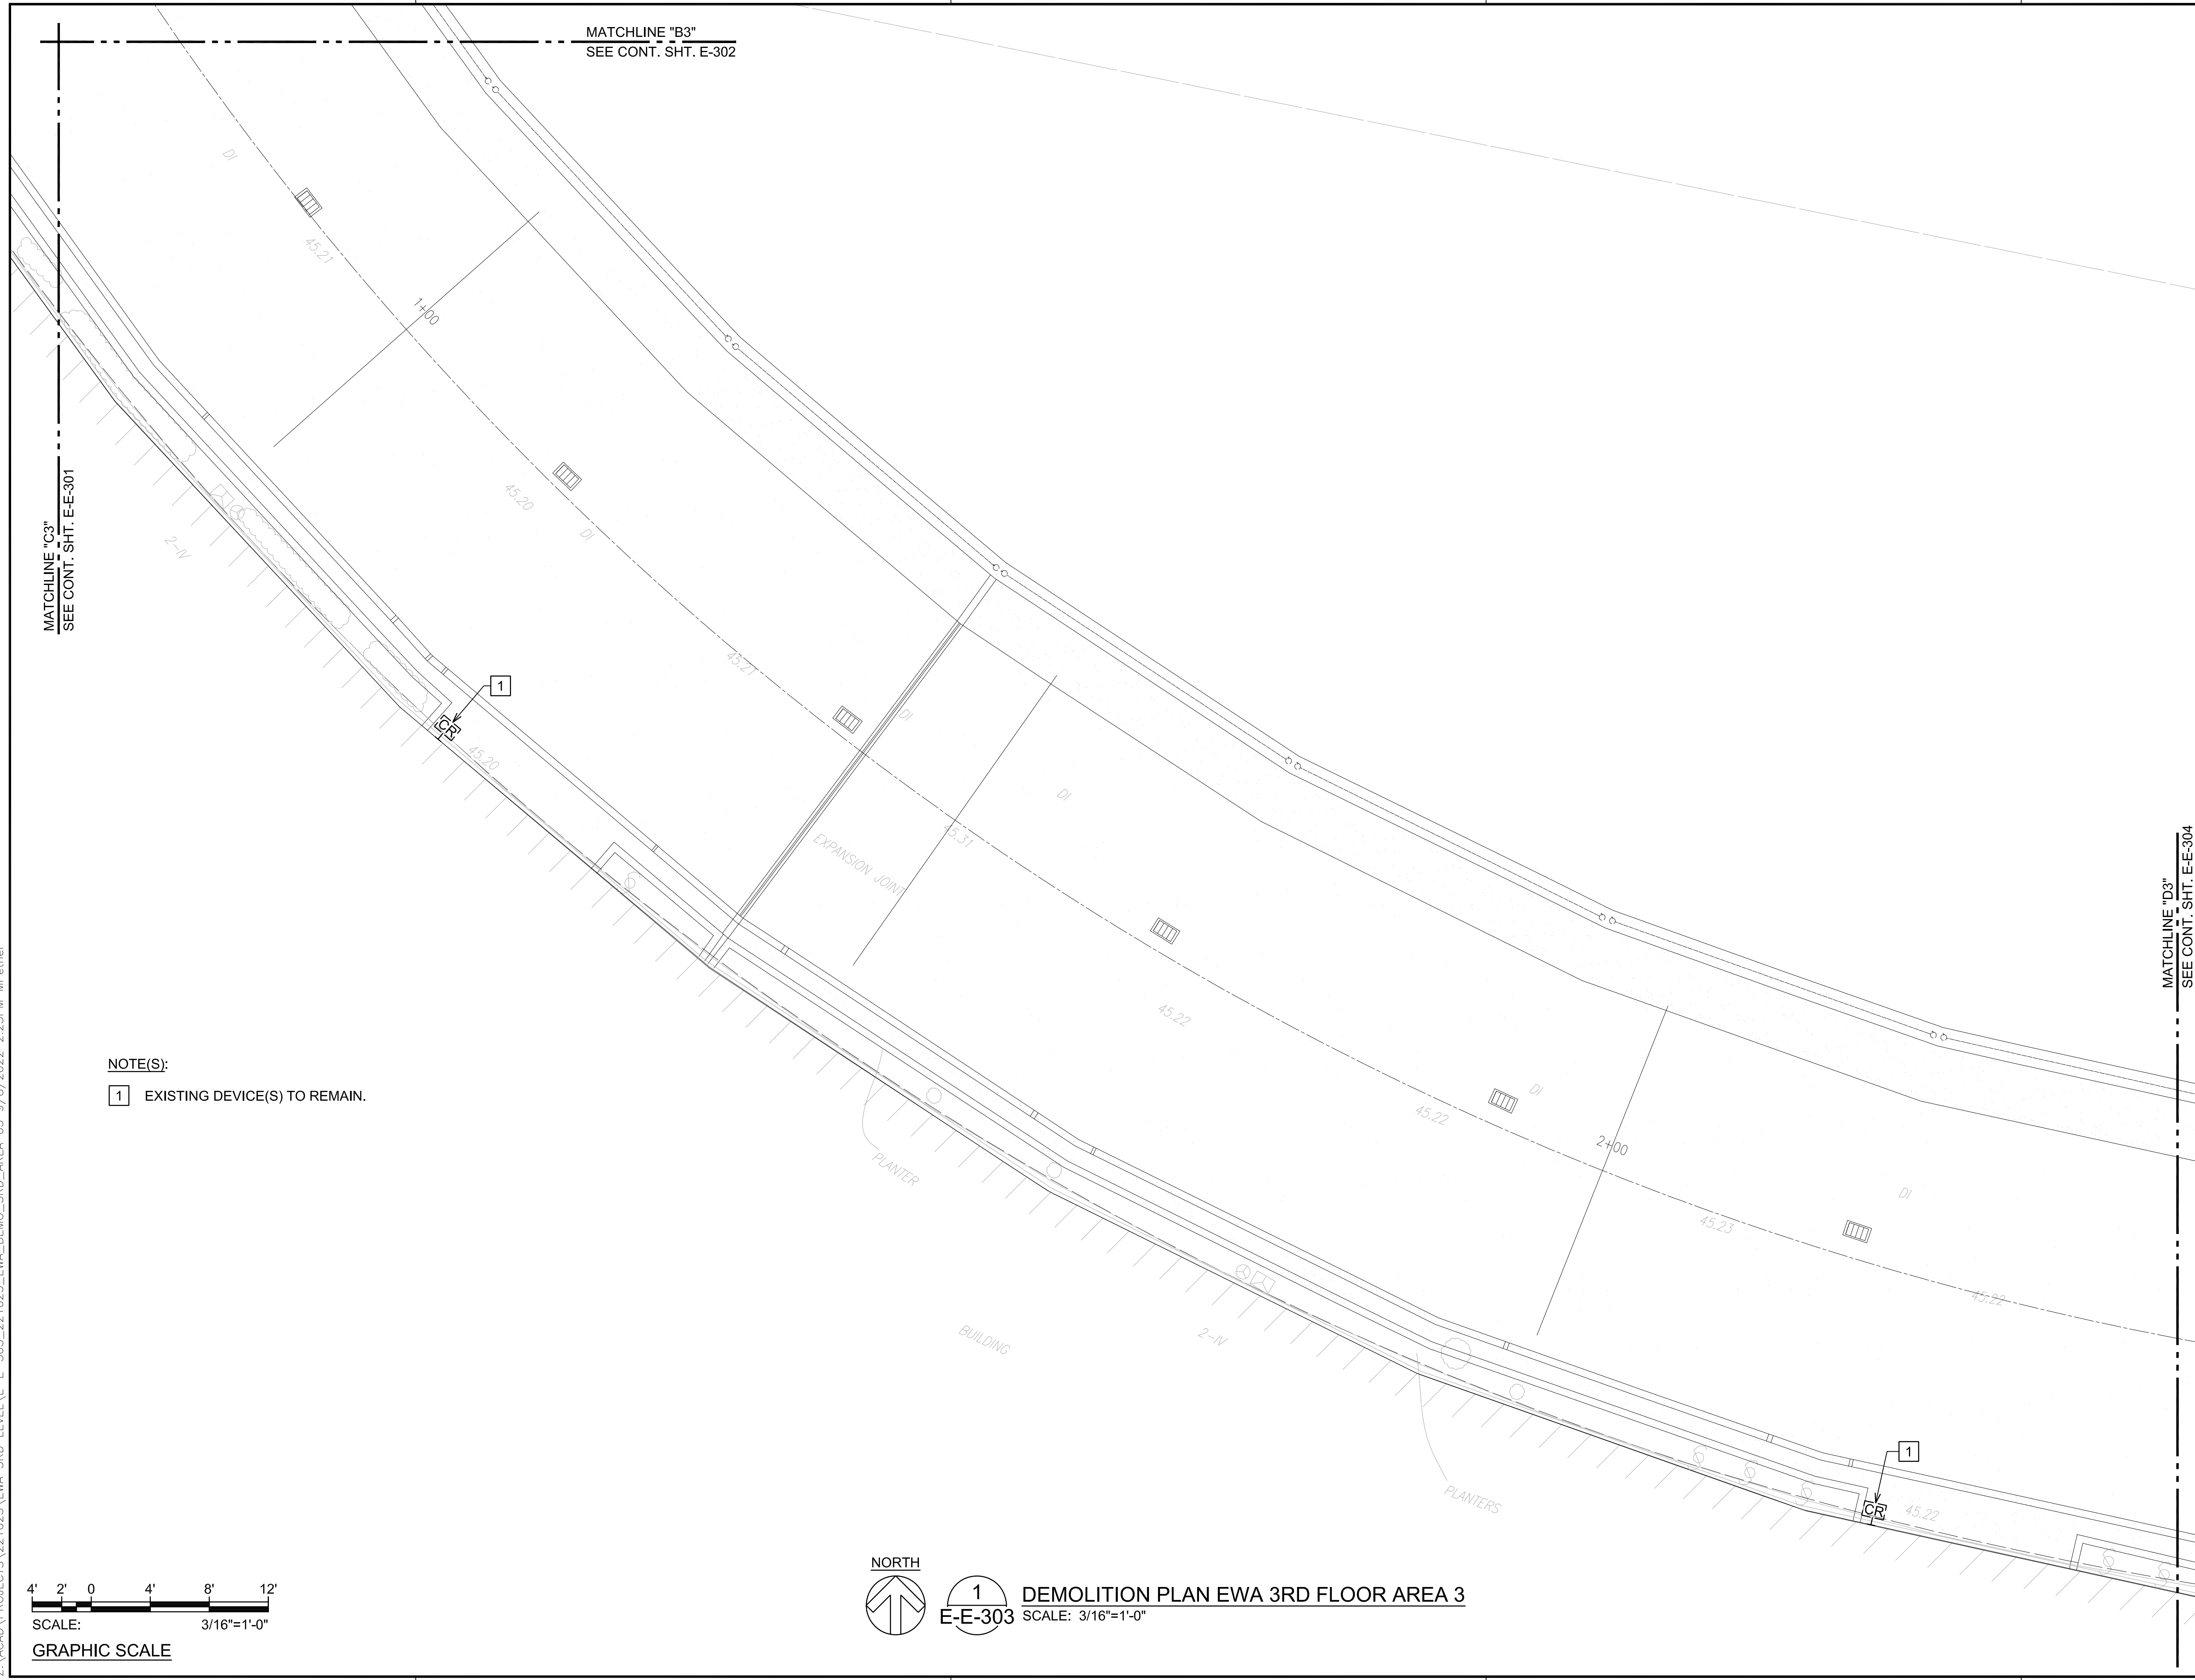 MATCHLINE "B3"
SEE CONT. SHT. E-302
DI
45.21
1+00
45.20
DI
2-IV
MATCHLINE "C3"
SEE CONT. SHT. E-E-301
45.21
DI
1
CR
45.20
DI
EXPANSION JOINT
45.31
MATCHLINE "D3"
SEE CONT. SHT. E-E-304
45.22
NOTE(S):
1 EXISTING DEVICE(S) TO REMAIN.
DI
45.22
2+00
PLANTER
DI
45.23
45.22
BUILDING
2-IV
1
PLANTERS
CR
45.22
NORTH
4' 2' 0 4' 8' 12'
SCALE: 3/16"=1'-0"
GRAPHIC SCALE
1
E-E-303
DEMOLITION PLAN EWA 3RD FLOOR AREA 3
SCALE: 3/16"=1'-0"